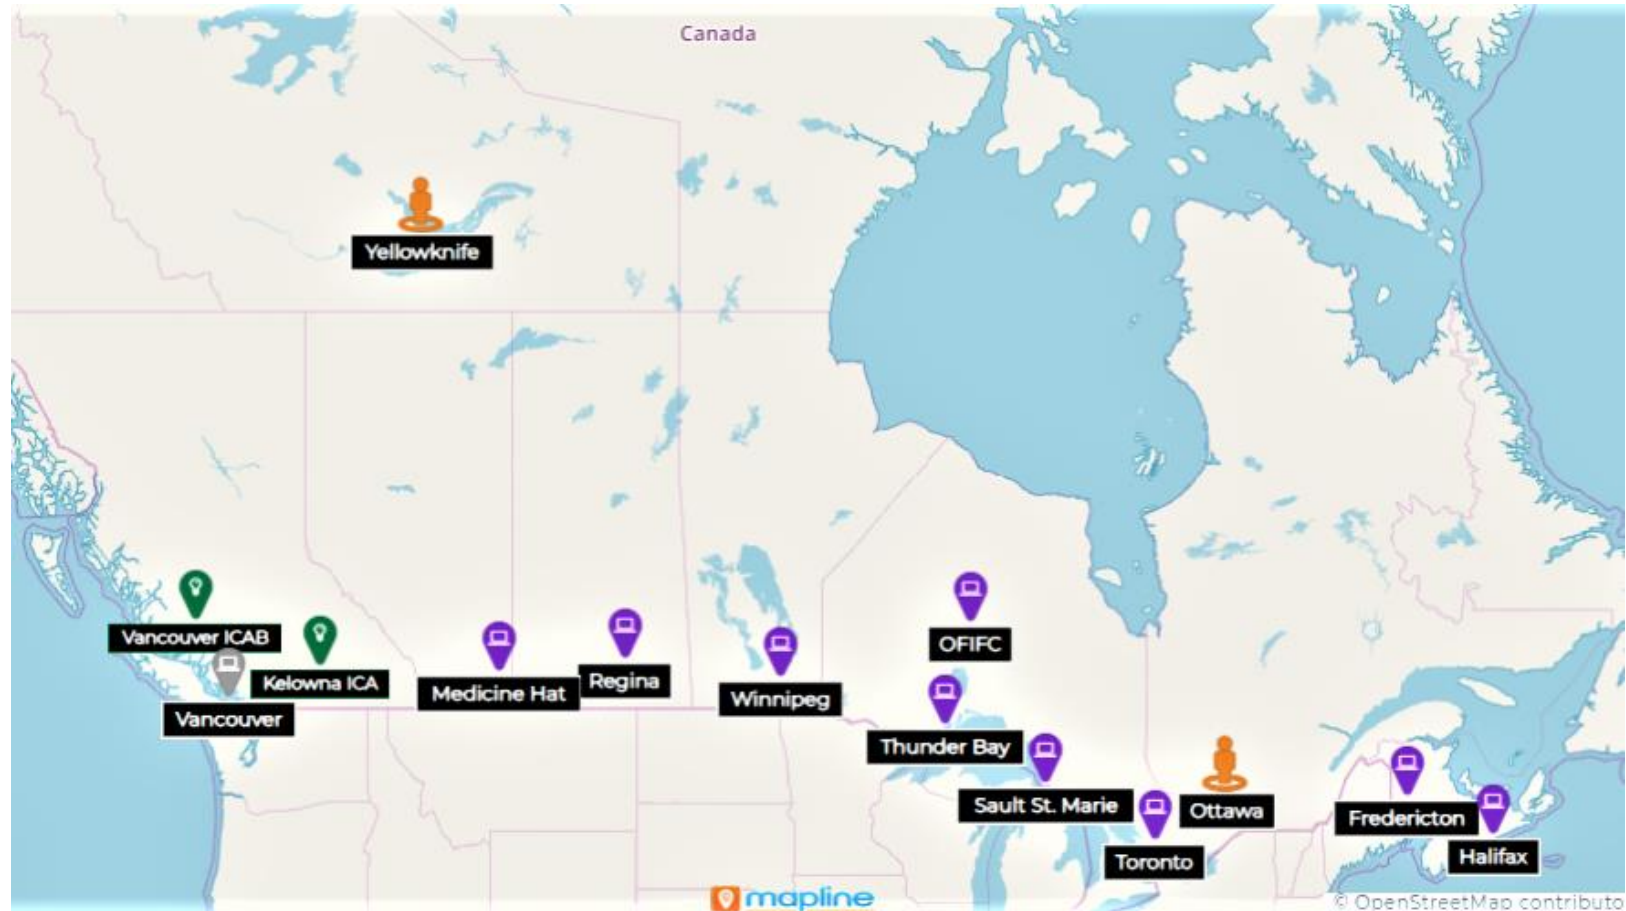 Canada
Yellowknife
Vancouver ICAB
Kelowna ICA
Vancouver
Medicine Hat
Regina
Winnipeg
OFIFC
Thunder Bay
Sault St. Marie
Toronto
Ottawa
Fredericton
Halifax
mapline
© OpenStreetMap contributo